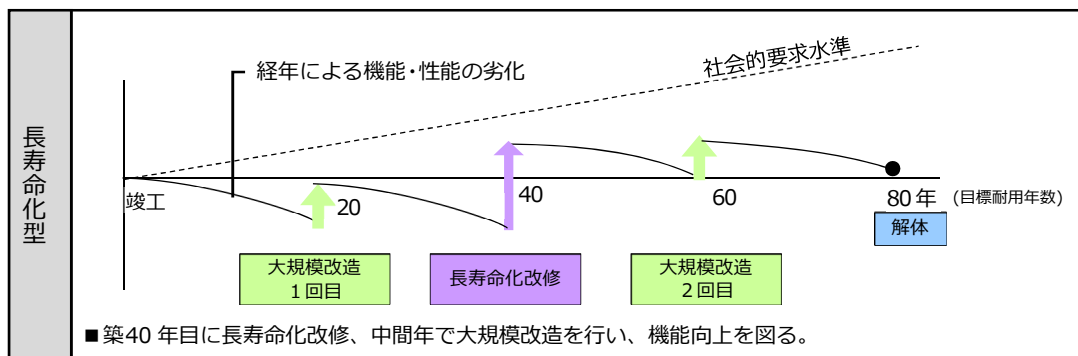 長寿命化型
経年による機能・性能の劣化
社会的要求水準
竣工
20
40
60
80年 (目標耐用年数)
解体
大規模改造
1回目
長寿命化改修
大規模改造
2回目
■築40 年目に長寿命化改修、中間年で大規模改造を行い、機能向上を図る。